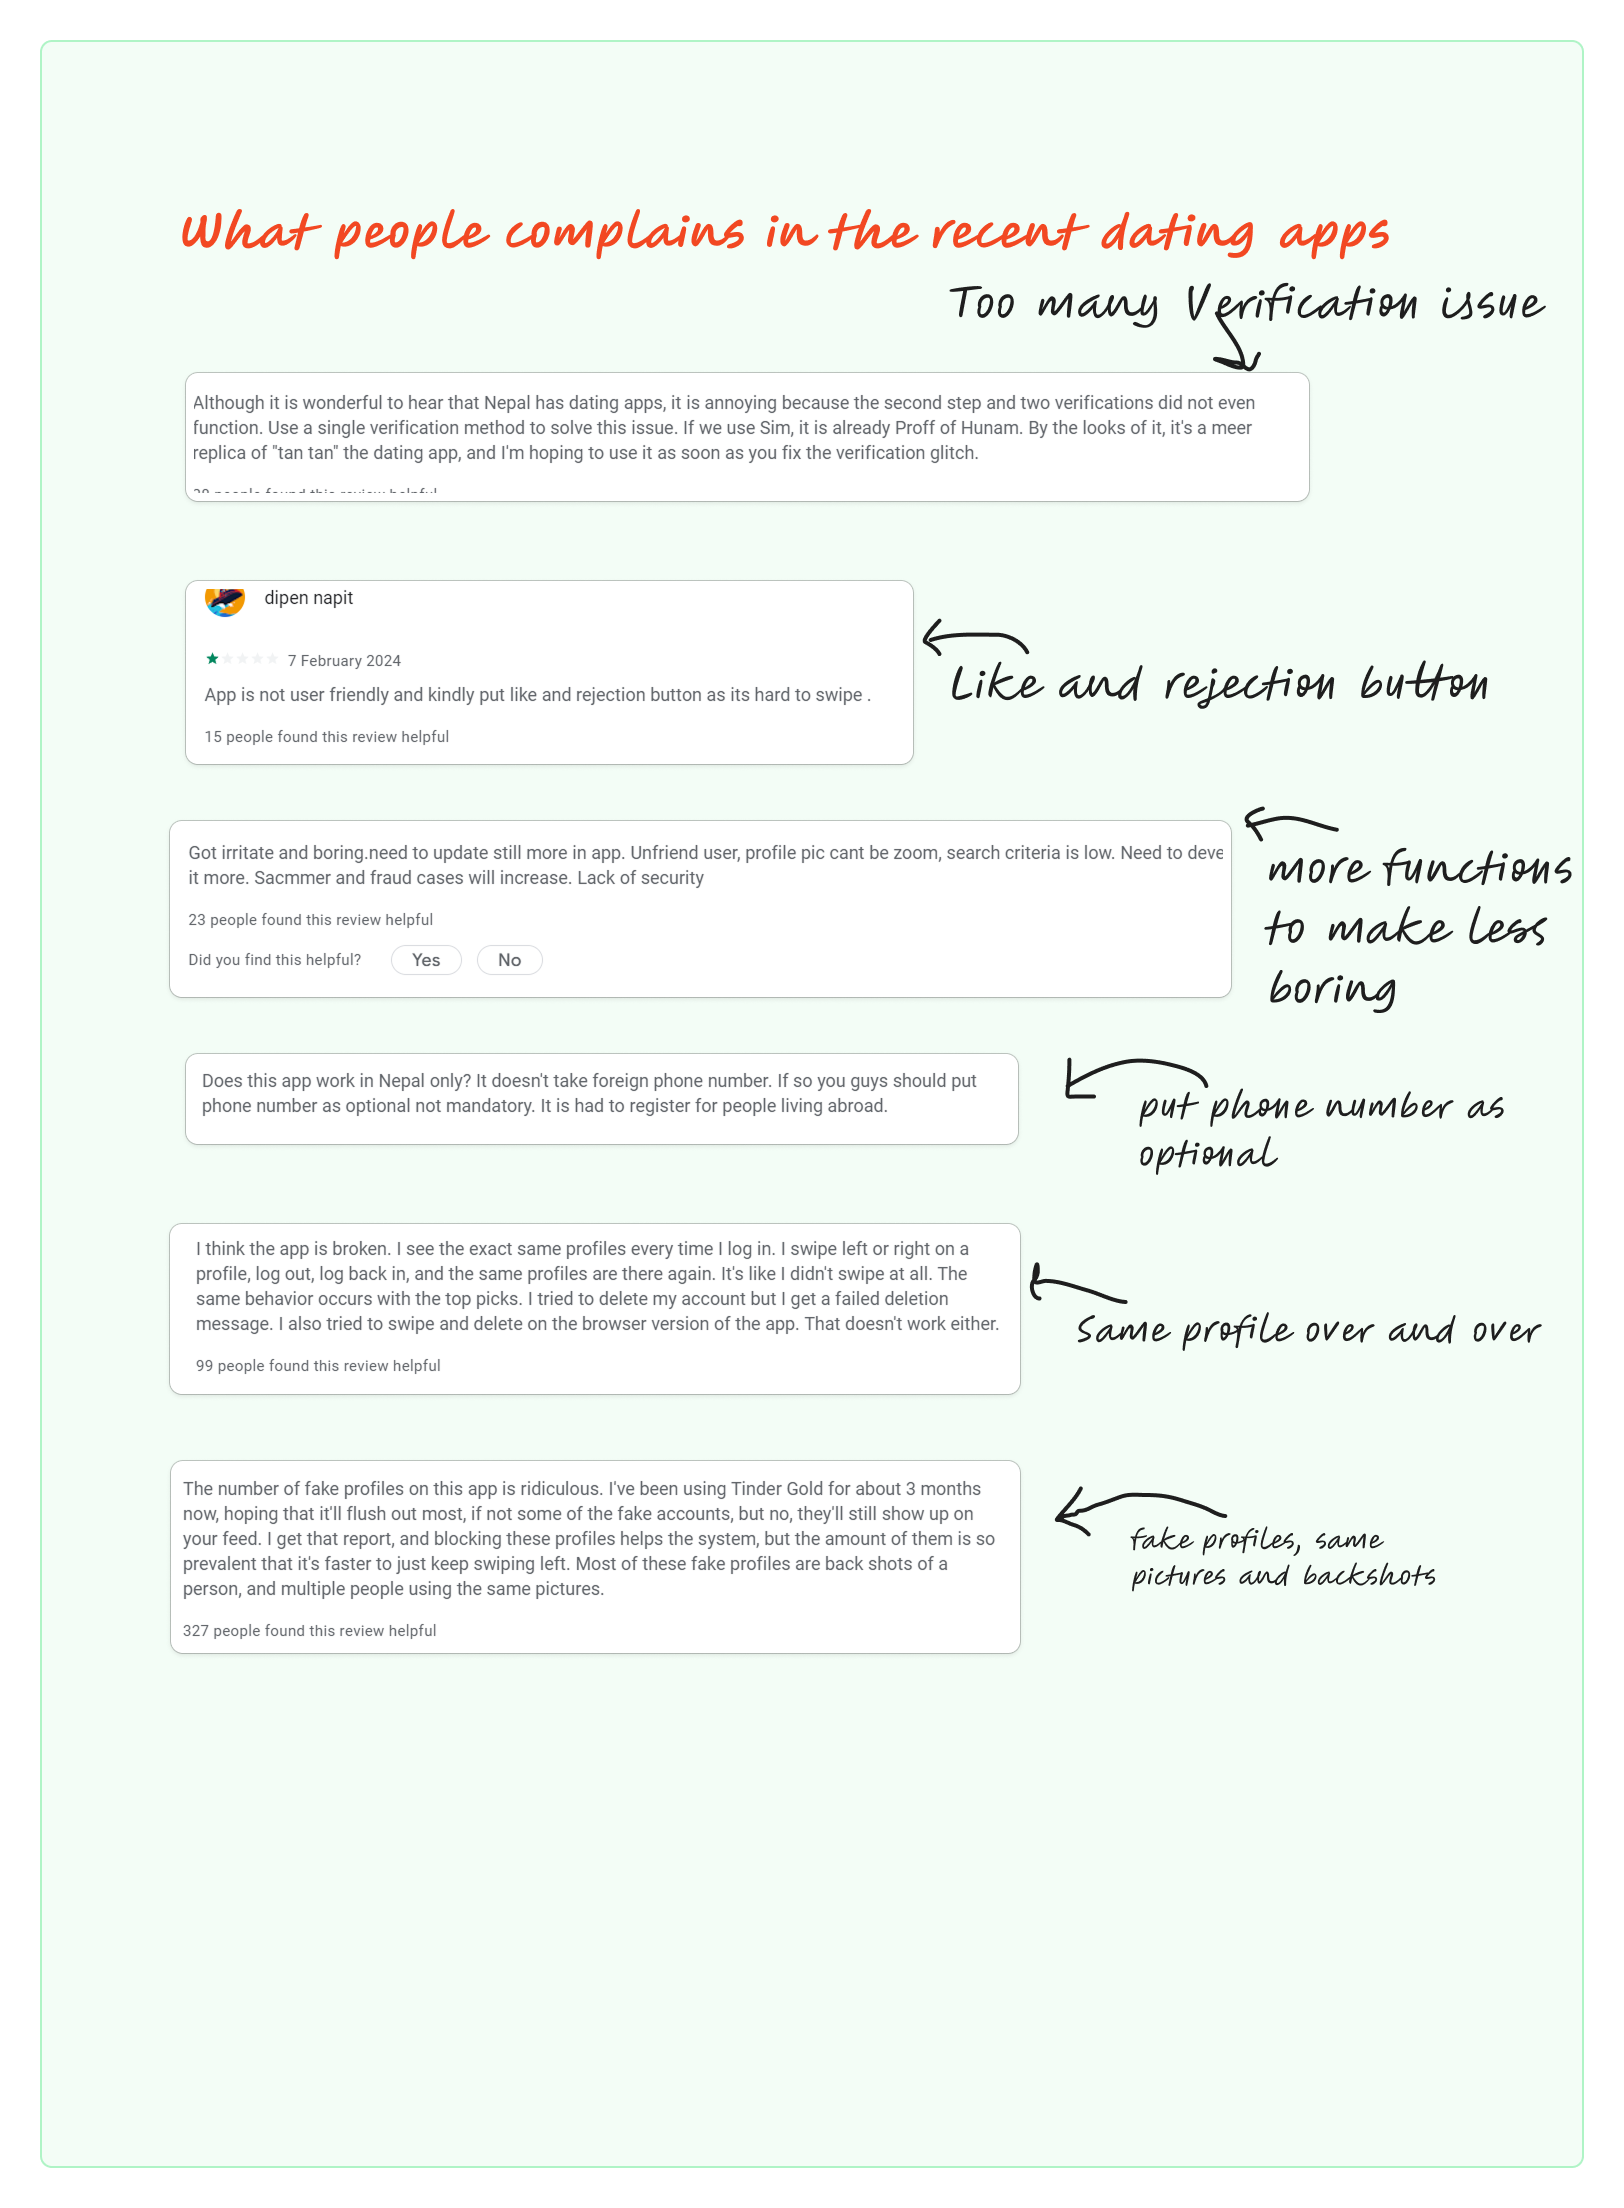 What people complains in the recent dating apps
Too many Verification issue
Although it is wonderful to hear that Nepal has dating apps, it is annoying because the second step and two verifications did not even
function. Use a single verification method to solve this issue. If we use Sim, it is already Proff of Hunam. By the looks of it, it's a meer
replica of "tan tan" the dating app, and I'm hoping to use it as soon as you fix the verification glitch.
people found this review helpful
dipen napit
7 February 2024
App is not user friendly and kindly put like and rejection button as its hard to swipe .
15 people found this review helpful
Like and rejection button
Got irritate and boring.need to update still more in app. Unfriend user, profile pic cant be zoom, search criteria is low. Need to deve
it more. Sacmmer and fraud cases will increase. Lack of security
23 people found this review helpful
Did you find this helpful? Yes No
more functions
to make less
boring
Does this app work in Nepal only? It doesn't take foreign phone number. If so you guys should put
phone number as optional not mandatory. It is had to register for people living abroad.
put phone number as
optional
I think the app is broken. I see the exact same profiles every time I log in. I swipe left or right on a
profile, log out, log back in, and the same profiles are there again. It's like I didn't swipe at all. The
same behavior occurs with the top picks. I tried to delete my account but I get a failed deletion
message. I also tried to swipe and delete on the browser version of the app. That doesn't work either.
99 people found this review helpful
Same profile over and over
The number of fake profiles on this app is ridiculous. I've been using Tinder Gold for about 3 months
now, hoping that it'll flush out most, if not some of the fake accounts, but no, they'll still show up on
your feed. I get that report, and blocking these profiles helps the system, but the amount of them is so
prevalent that it's faster to just keep swiping left. Most of these fake profiles are back shots of a
person, and multiple people using the same pictures.
327 people found this review helpful
fake profiles, same
pictures and backshots